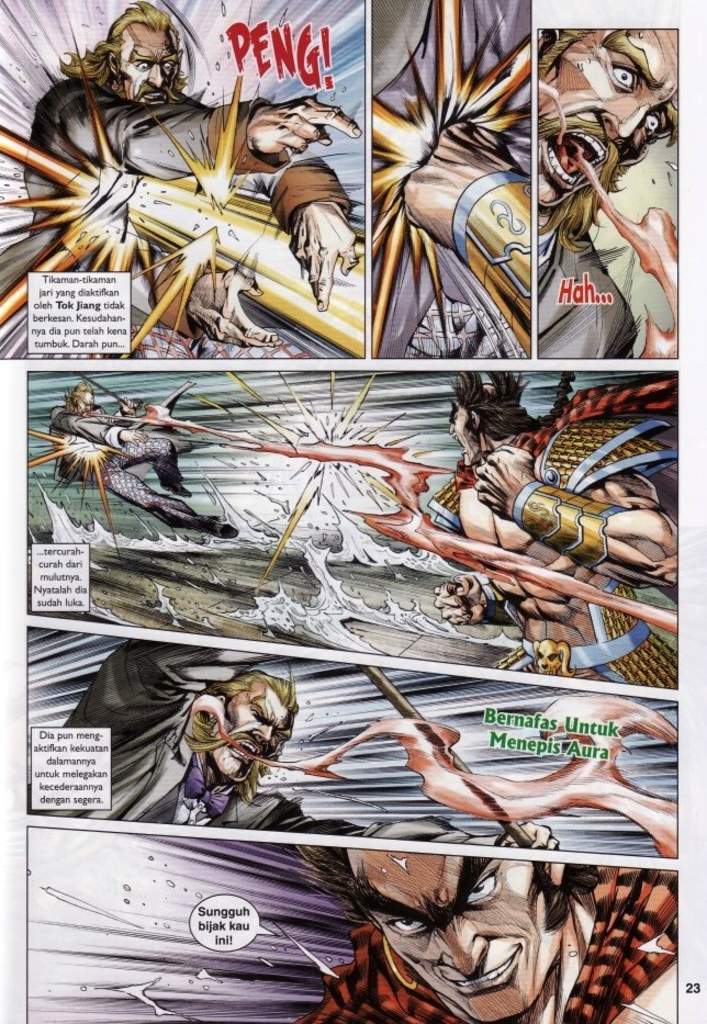 PENG!
Tikaman-tikaman
jari yang diaktifkan
oleh Tok Jiang tidak
berkesan. Kesudahan-
nya dia pun telah kena
tumbuk. Darah pun...
Hah...
...tercurah-
curah dari
mulutnya.
Nyatalah dia
sudah luka.
Dia pun meng-
aktifkan kekuatan
dalamannya
untuk melegakan
kecederaannya
dengan segera.
Bernafas Untuk
Menepis Aura
Sungguh
bijak kau
ini!
23